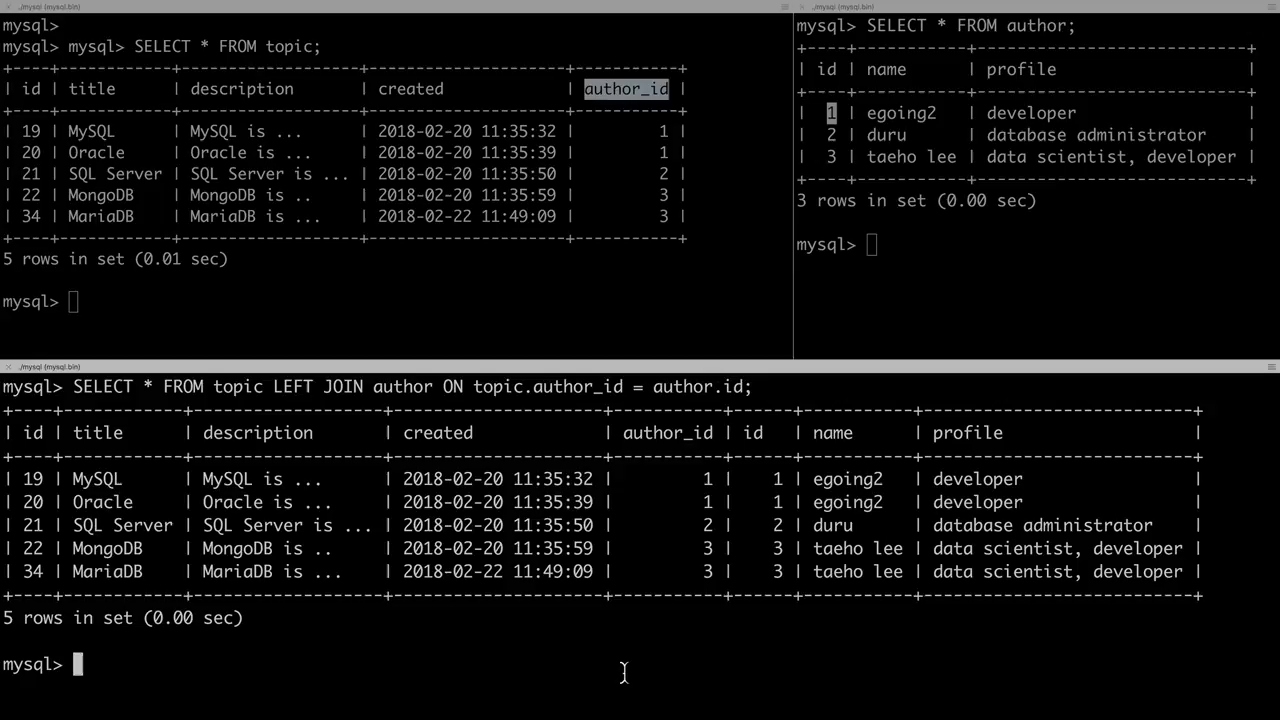 ./mysql (mysql.bin)
mysql>
mysql> mysql> SELECT * FROM topic;
+----+------------+-------------------+---------------------+-----------+
| id | title | description | created | author_id |
+----+------------+-------------------+---------------------+-----------+
| 19 | MySQL | MySQL is ... | 2018-02-20 11:35:32 | 1 |
| 20 | Oracle | Oracle is ... | 2018-02-20 11:35:39 | 1 |
| 21 | SQL Server | SQL Server is ... | 2018-02-20 11:35:50 | 2 |
| 22 | MongoDB | MongoDB is .. | 2018-02-20 11:35:59 | 3 |
| 34 | MariaDB | MariaDB is ... | 2018-02-22 11:49:09 | 3 |
+----+------------+-------------------+---------------------+-----------+
5 rows in set (0.01 sec)
mysql>
./mysql (mysql.bin)
mysql> SELECT * FROM author;
+----+-----------+---------------------------+
| id | name | profile |
+----+-----------+---------------------------+
| 1 | egoing2 | developer |
| 2 | duru | database administrator |
| 3 | taeho lee | data scientist, developer |
+----+-----------+---------------------------+
3 rows in set (0.00 sec)
mysql>
./mysql (mysql.bin)
mysql> SELECT * FROM topic LEFT JOIN author ON topic.author_id = author.id;
+----+------------+-------------------+---------------------+-----------+------+-----------+---------------------------+
| id | title | description | created | author_id | id | name | profile |
+----+------------+-------------------+---------------------+-----------+------+-----------+---------------------------+
| 19 | MySQL | MySQL is ... | 2018-02-20 11:35:32 | 1 | 1 | egoing2 | developer |
| 20 | Oracle | Oracle is ... | 2018-02-20 11:35:39 | 1 | 1 | egoing2 | developer |
| 21 | SQL Server | SQL Server is ... | 2018-02-20 11:35:50 | 2 | 2 | duru | database administrator |
| 22 | MongoDB | MongoDB is .. | 2018-02-20 11:35:59 | 3 | 3 | taeho lee | data scientist, developer |
| 34 | MariaDB | MariaDB is ... | 2018-02-22 11:49:09 | 3 | 3 | taeho lee | data scientist, developer |
+----+------------+-------------------+---------------------+-----------+------+-----------+---------------------------+
5 rows in set (0.00 sec)
mysql>